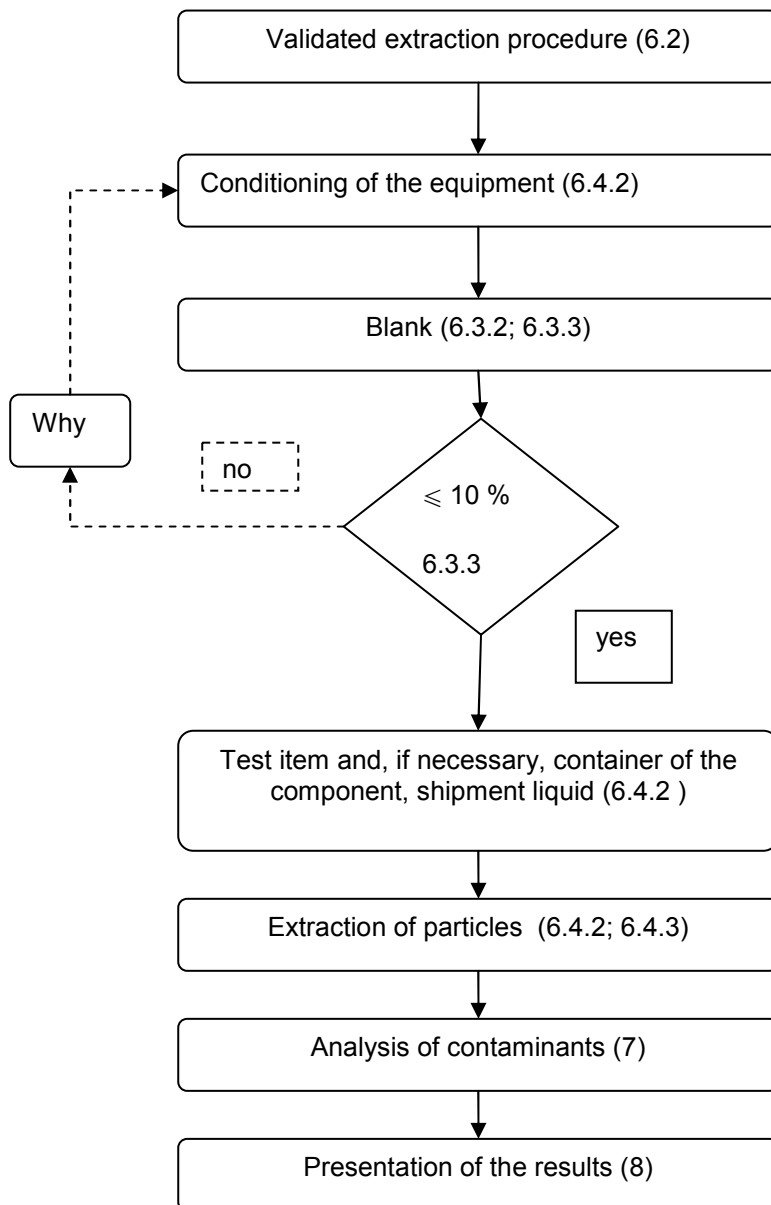 Validated extraction procedure (6.2)
Conditioning of the equipment (6.4.2)
Blank (6.3.2; 6.3.3)
Why
no
⩽ 10 %
6.3.3
yes
Test item and, if necessary, container of the
component, shipment liquid (6.4.2 )
Extraction of particles (6.4.2; 6.4.3)
Analysis of contaminants (7)
Presentation of the results (8)